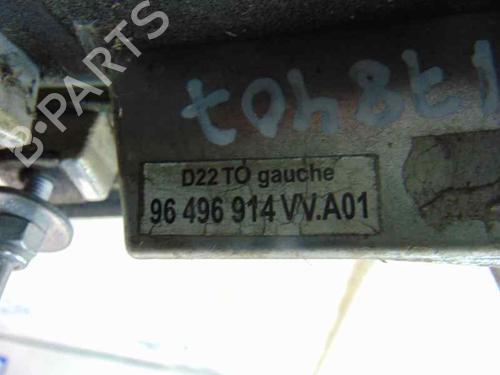 B-PARTS
D22 TO gauche
96 496 914 VV.A01